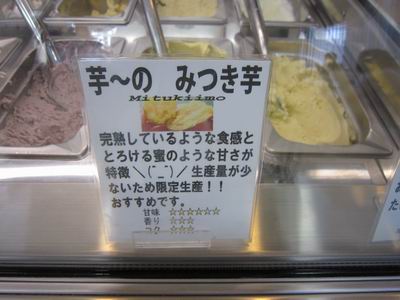 芋〜の　みつき芋
Mitukiimo
完熟しているような食感と
とろける蜜のような甘さが
特徴＼(^_^)／生産量が少
ないため限定生産！！
おすすめです。
甘味 ☆☆☆☆☆☆
香り ☆☆☆
コク ☆☆☆